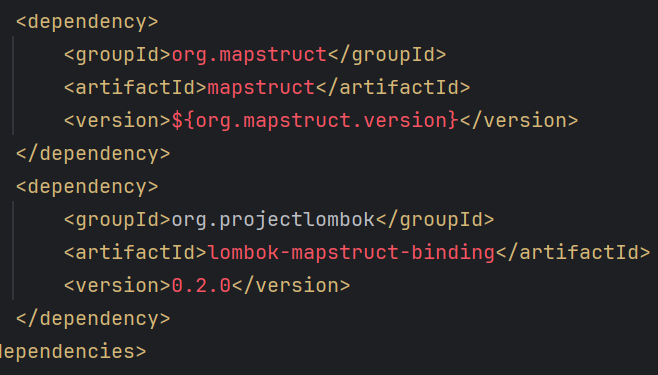 <dependency>
<groupId>org.mapstruct</groupId>
<artifactId>mapstruct</artifactId>
<version>${org.mapstruct.version}</version>
</dependency>
<dependency>
<groupId>org.projectlombok</groupId>
<artifactId>lombok-mapstruct-binding</artifactId>
<version>0.2.0</version>
</dependency>
dependencies>